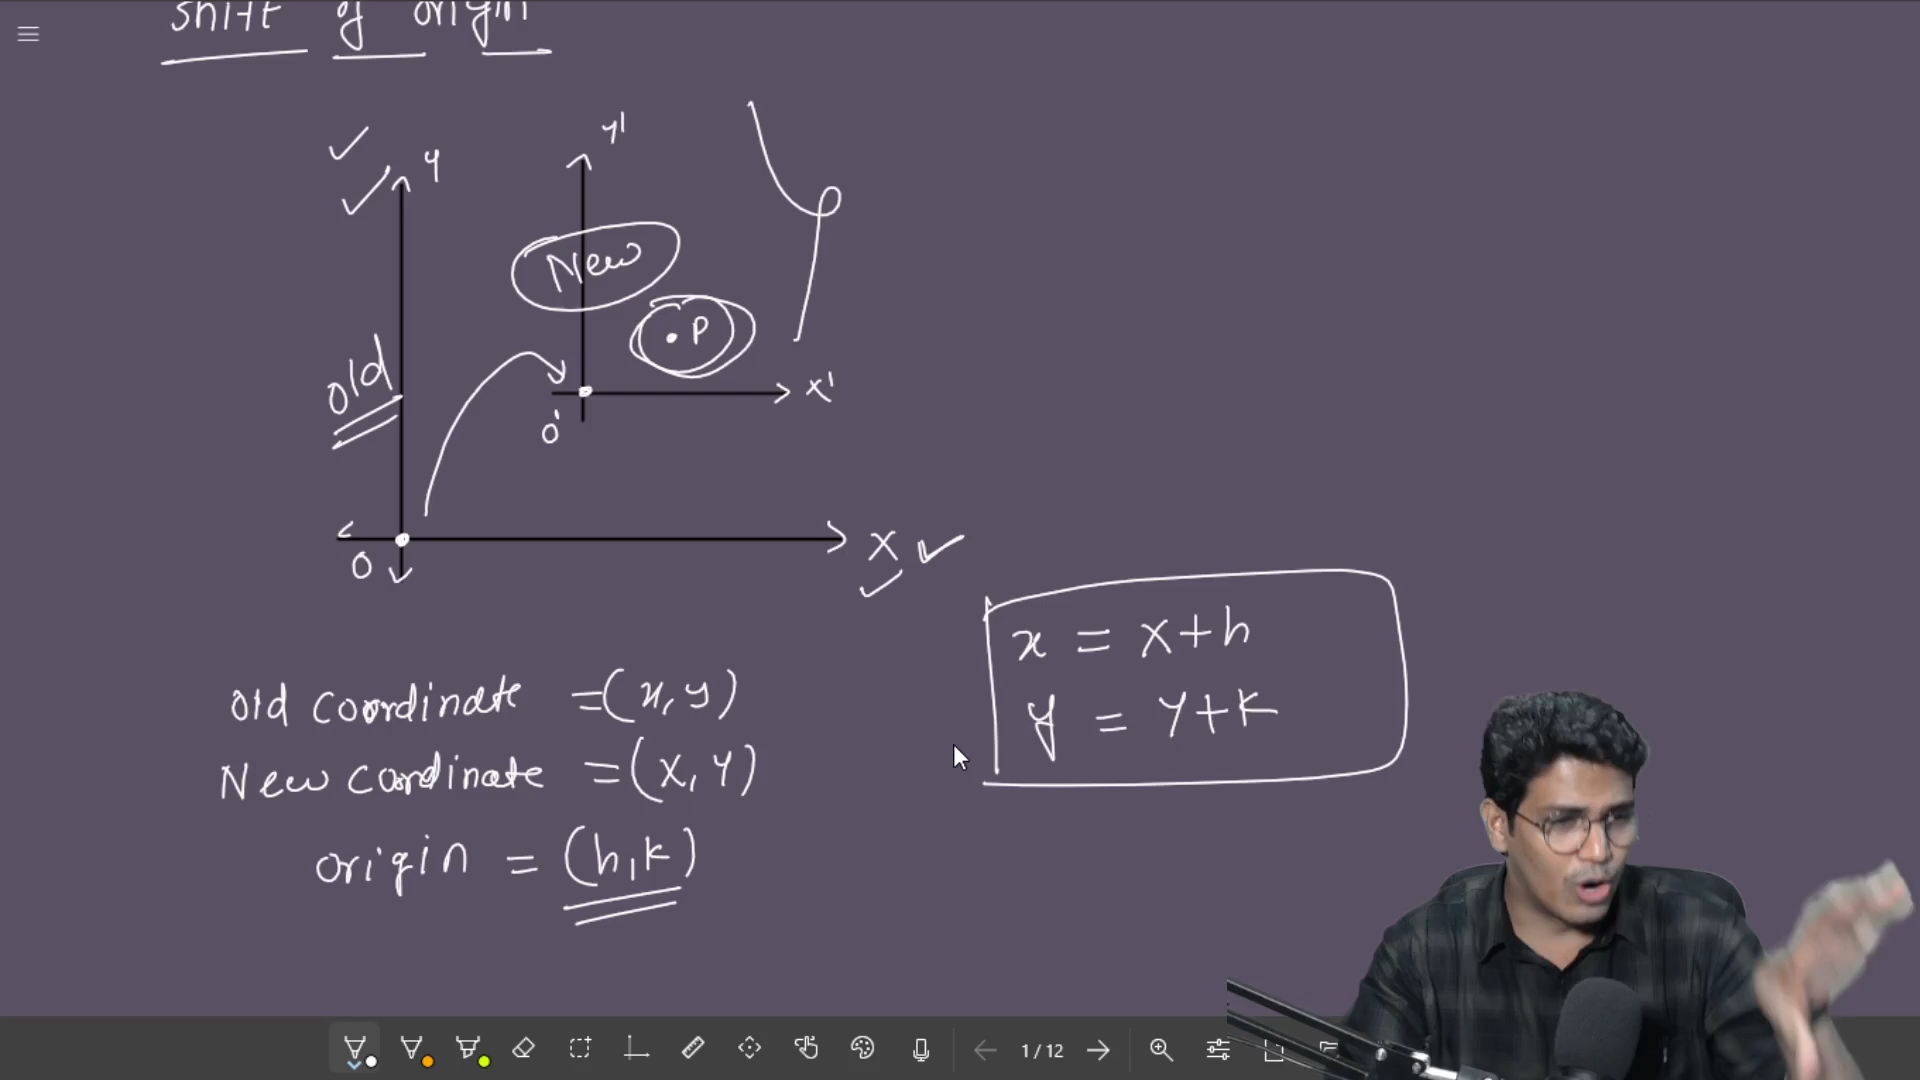 shift of origin
Y
Y'
New
P
old
X'
O'
O
X
x = X+h
y = Y+k
Old coordinate = (x, y)
New cordinate = (X, Y)
origin = (h, k)
1 / 12